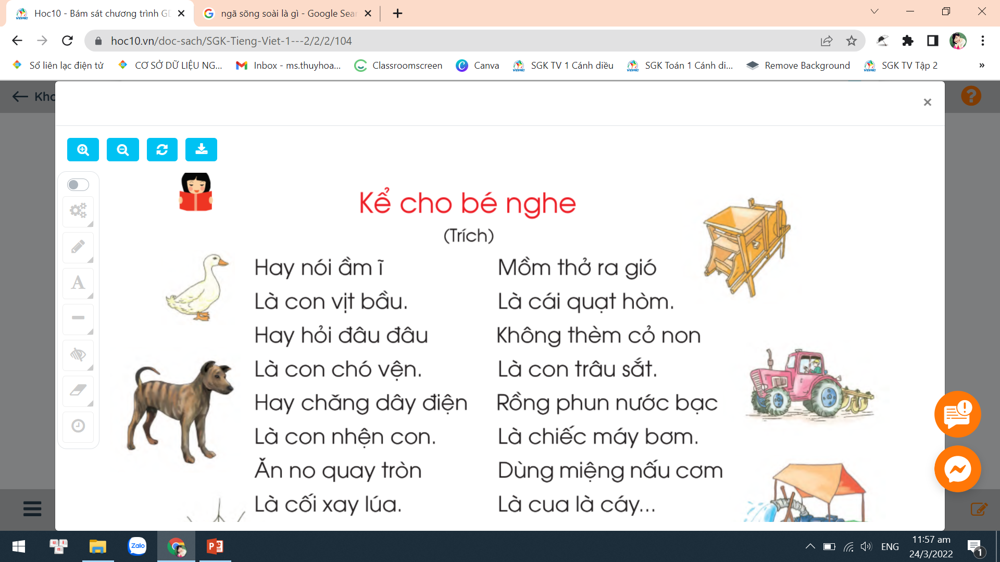 Hoc10 - Bám sát chương trình GD
ngã sõng soài là gì - Google Sear
hoc10.vn/doc-sach/SGK-Tieng-Viet-1---2/2/2/104
Sổ liên lạc điện tử
CƠ SỞ DỮ LIỆU NG...
Inbox - ms.thuyhoa...
Classroomscreen
Canva
SGK TV 1 Cánh diều
SGK Toán 1 Cánh di...
Remove Background
SGK TV Tập 2
»
Kho
Kể cho bé nghe
(Trích)
Hay nói ầm ĩ
Là con vịt bầu.
Hay hỏi đâu đâu
Là con chó vện.
Hay chăng dây điện
Là con nhện con.
Ăn no quay tròn
Là cối xay lúa.
Mồm thở ra gió
Là cái quạt hòm.
Không thèm cỏ non
Là con trâu sắt.
Rồng phun nước bạc
Là chiếc máy bơm.
Dùng miệng nấu cơm
Là cua là cáy...
A
Zalo
ENG
11:57 am
24/3/2022
1